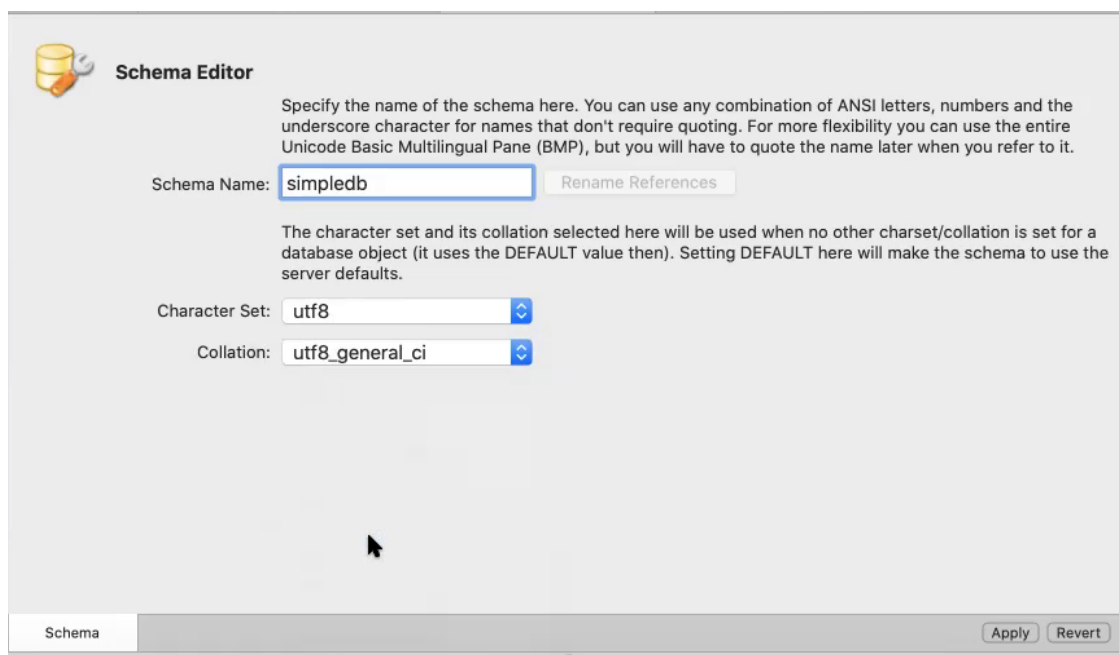 Schema Editor
Specify the name of the schema here. You can use any combination of ANSI letters, numbers and the
underscore character for names that don't require quoting. For more flexibility you can use the entire
Unicode Basic Multilingual Pane (BMP), but you will have to quote the name later when you refer to it.
Schema Name: simpledb Rename References
The character set and its collation selected here will be used when no other charset/collation is set for a
database object (it uses the DEFAULT value then). Setting DEFAULT here will make the schema to use the
server defaults.
Character Set: utf8
Collation: utf8_general_ci
Schema Apply Revert